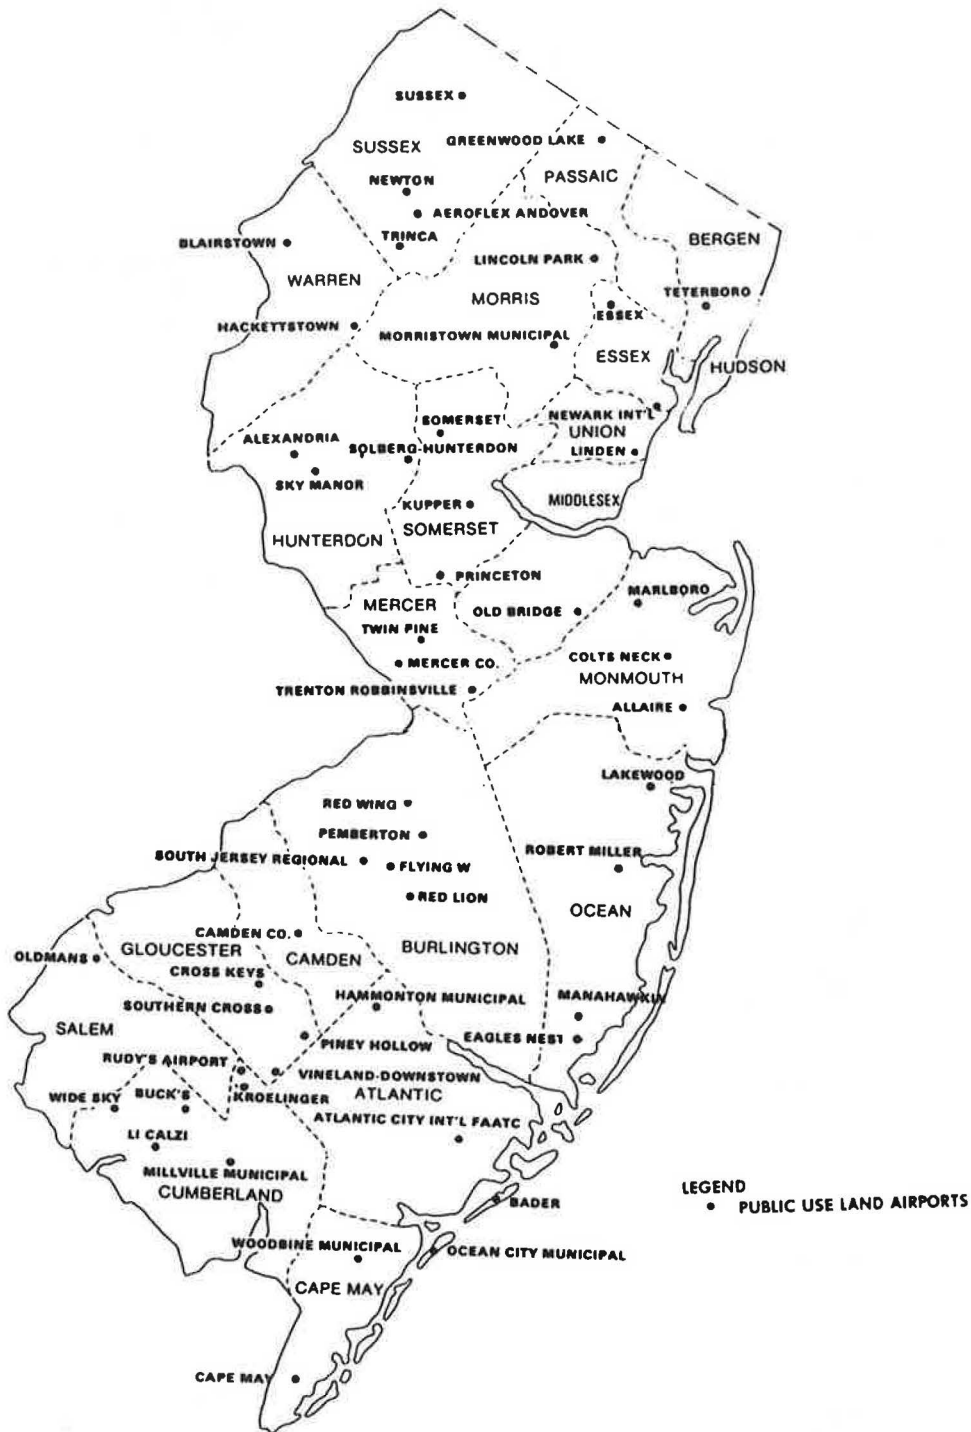 SUSSEX
GREENWOOD LAKE
SUSSEX
PASSAIC
NEWTON
AEROFLEX ANDOVER
TRINCA
BLAIRSTOWN
BERGEN
LINCOLN PARK
WARREN
TETERBORO
MORRIS
ESSEX
HACKETTSTOWN
MORRISTOWN MUNICIPAL
ESSEX
HUDSON
NEWARK INT'L
SOMERSET
UNION
ALEXANDRIA
SOLBERG-HUNTERDON
LINDEN
SKY MANOR
MIDDLESEX
KUPPER
SOMERSET
HUNTERDON
PRINCETON
MARLBORO
MERCER
OLD BRIDGE
TWIN PINE
COLTS NECK
MERCER CO.
MONMOUTH
TRENTON ROBBINSVILLE
ALLAIRE
LAKEWOOD
RED WING
PEMBERTON
ROBERT MILLER
SOUTH JERSEY REGIONAL
FLYING W
RED LION
OCEAN
CAMDEN CO.
GLOUCESTER
BURLINGTON
OLDMANS
CAMDEN
CROSS KEYS
HAMMONTON MUNICIPAL
MANAHAWKIN
SOUTHERN CROSS
SALEM
EAGLES NEST
PINEY HOLLOW
RUDY'S AIRPORT
VINELAND-DOWNSTOWN
WIDE SKY
BUCK'S
KROELINGER
ATLANTIC
ATLANTIC CITY INT'L FAATC
LI CALZI
MILLVILLE MUNICIPAL
CUMBERLAND
LEGEND
BADER
PUBLIC USE LAND AIRPORTS
WOODBINE MUNICIPAL
OCEAN CITY MUNICIPAL
CAPE MAY
CAPE MAY